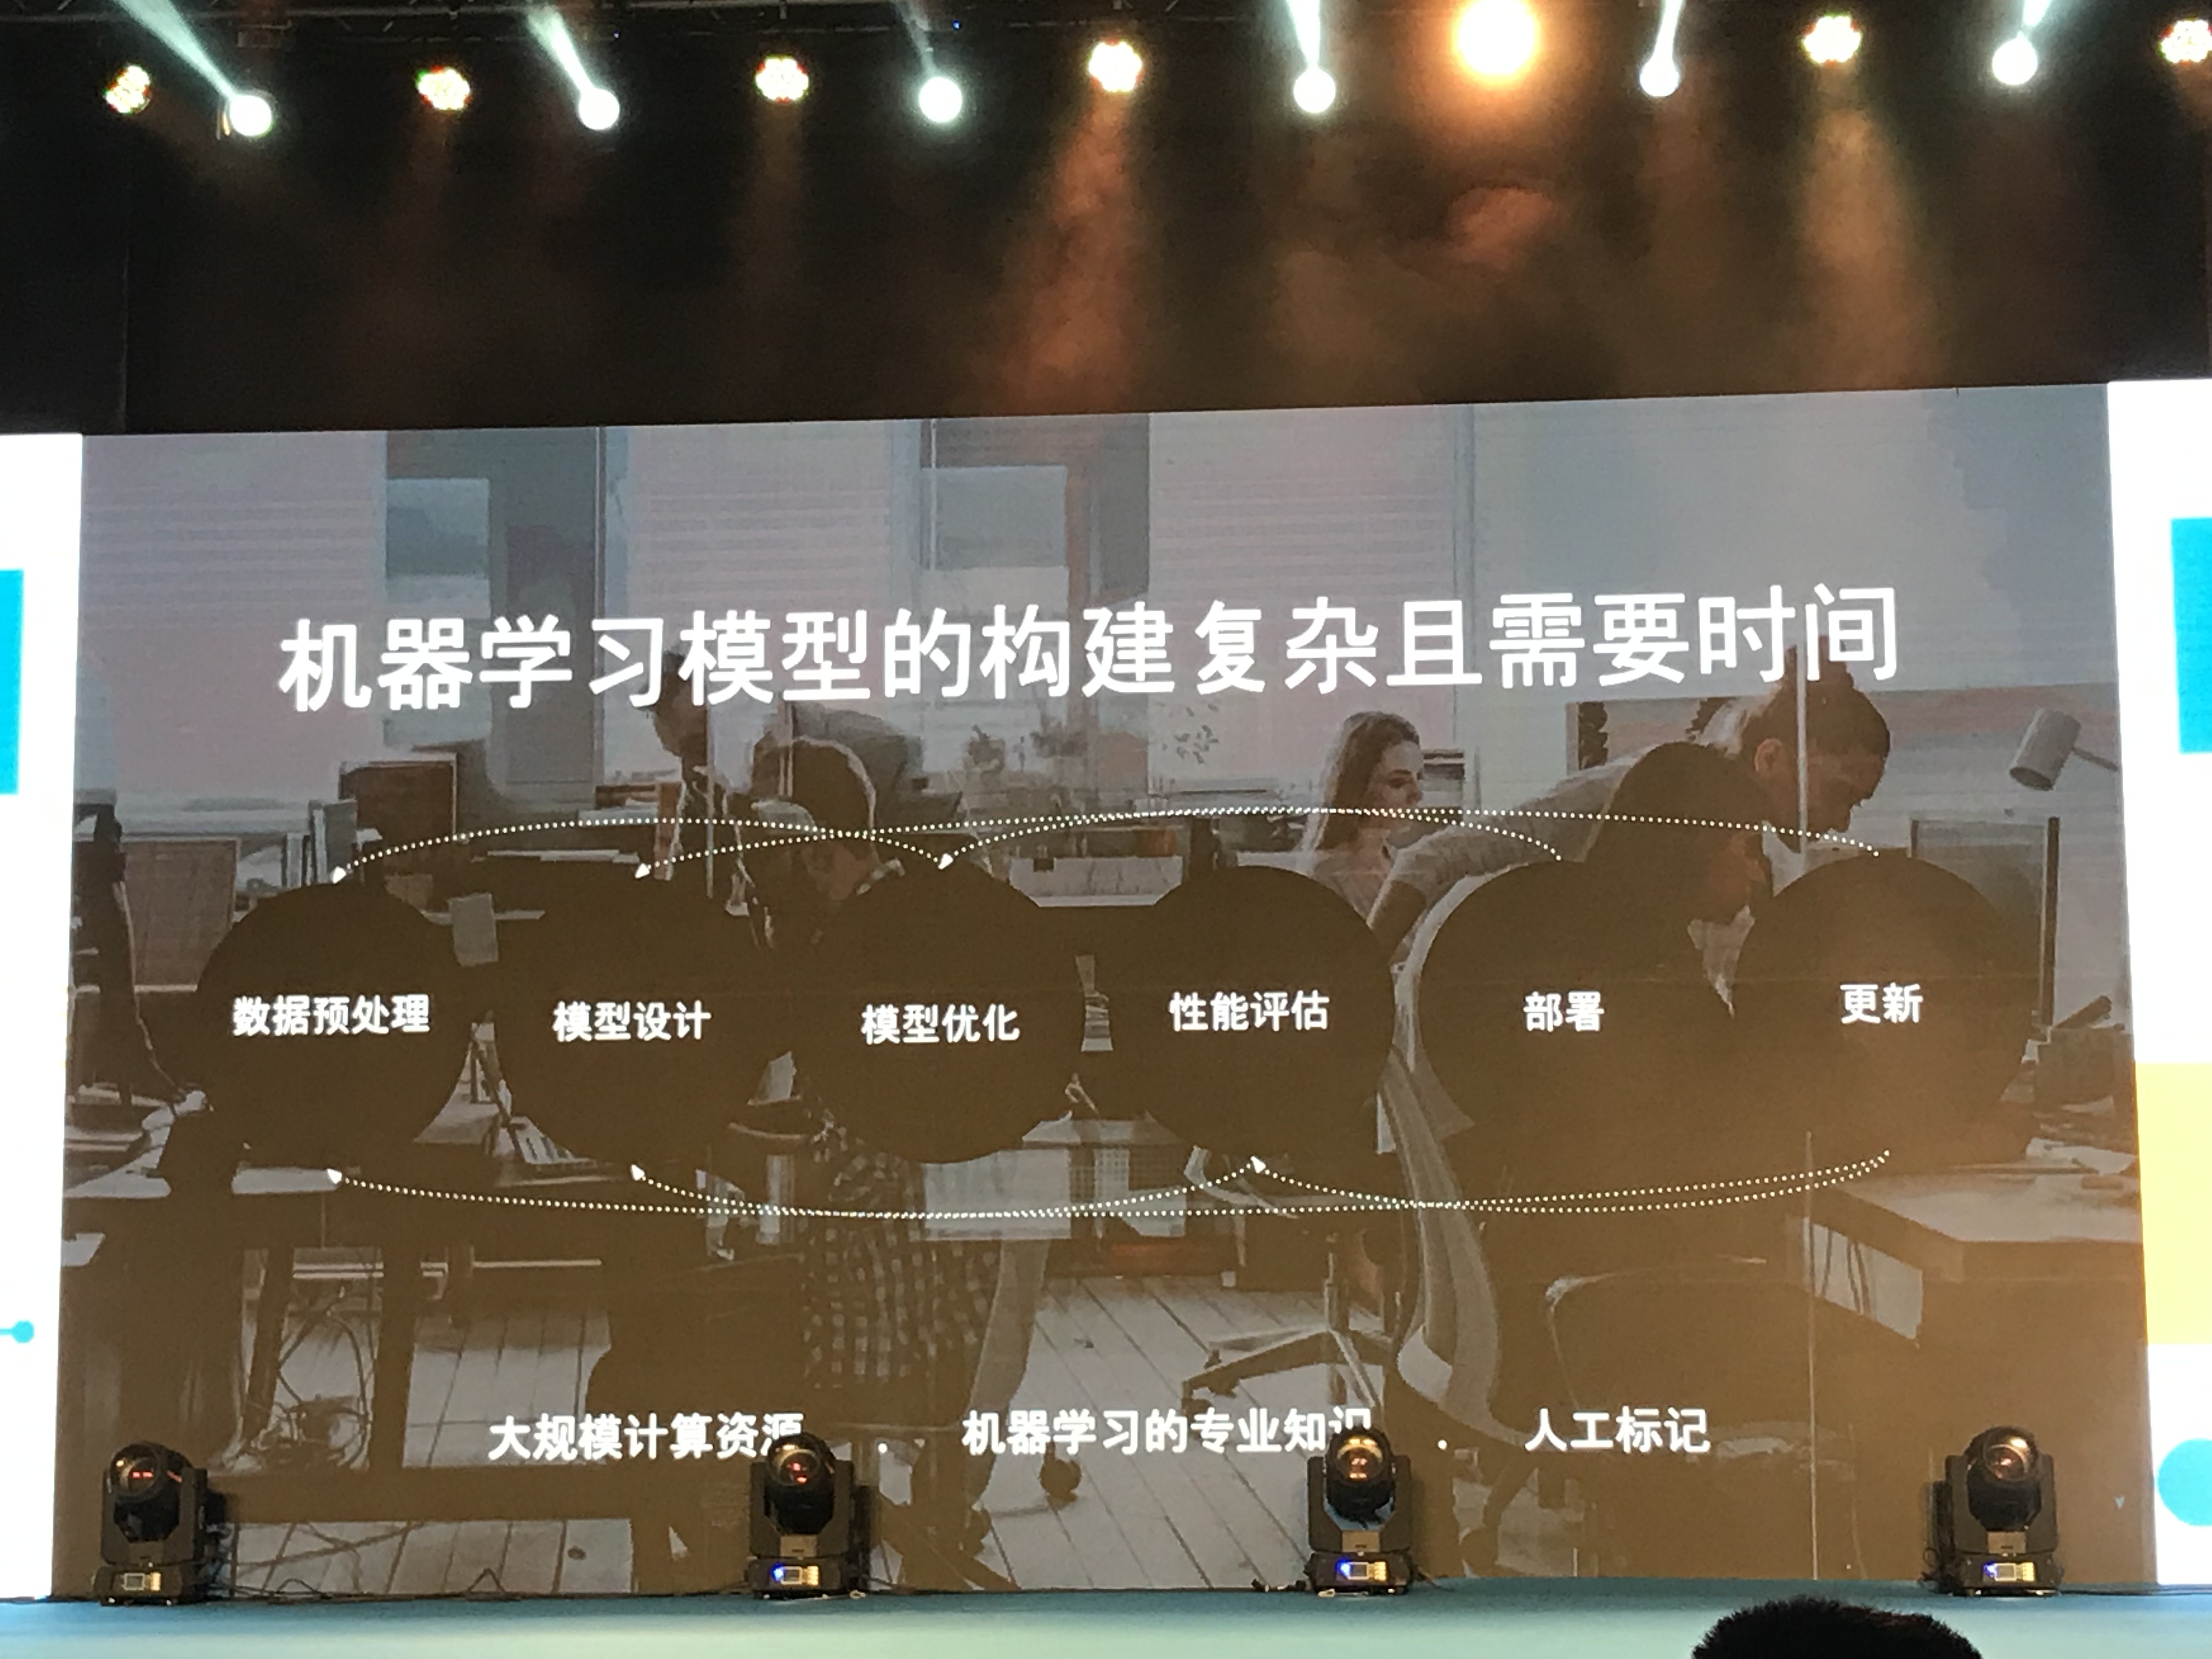 机器学习模型的构建复杂且需要时间
数据预处理 模型设计 模型优化 性能评估 部署 更新
大规模计算资源 · 机器学习的专业知识 · 人工标记